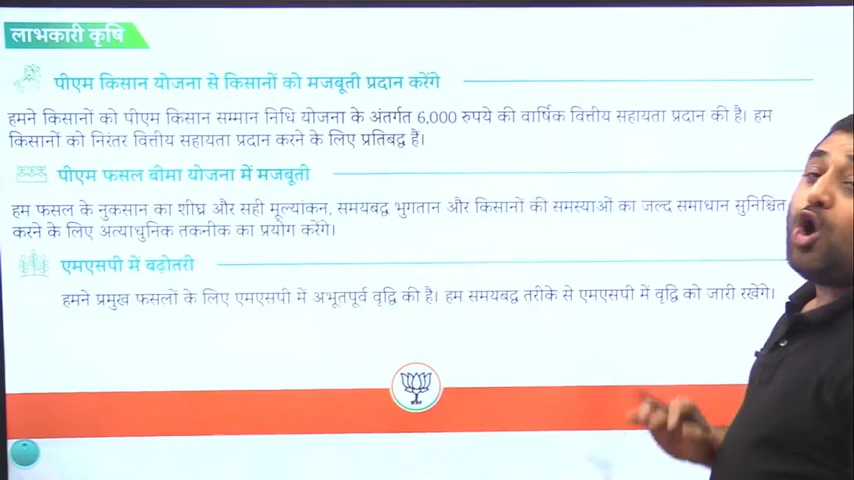 लाभकारी कृषि
पीएम किसान योजना से किसानों को मजबूती प्रदान करेंगे
हमने किसानों को पीएम किसान सम्मान निधि योजना के अंतर्गत 6,000 रुपये की वार्षिक वित्तीय सहायता प्रदान की है। हम
किसानों को निरंतर वित्तीय सहायता प्रदान करने के लिए प्रतिबद्ध हैं।
पीएम फसल बीमा योजना में मजबूती
हम फसल के नुकसान का शीघ्र और सही मूल्यांकन, समयबद्ध भुगतान और किसानों की समस्याओं का जल्द समाधान सुनिश्चित
करने के लिए अत्याधुनिक तकनीक का प्रयोग करेंगे।
एमएसपी में बढ़ोतरी
हमने प्रमुख फसलों के लिए एमएसपी में अभूतपूर्व वृद्धि की है। हम समयबद्ध तरीके से एमएसपी में वृद्धि को जारी रखेंगे।